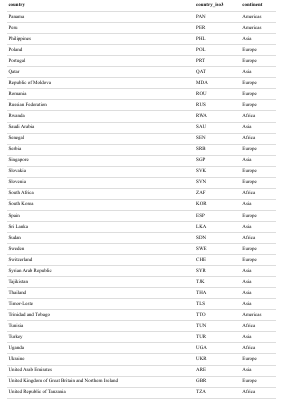 country country_iso3 continent
Panama PAN Americas
Peru PER Americas
Philippines PHL Asia
Poland POL Europe
Portugal PRT Europe
Qatar QAT Asia
Republic of Moldova MDA Europe
Romania ROU Europe
Russian Federation RUS Europe
Rwanda RWA Africa
Saudi Arabia SAU Asia
Senegal SEN Africa
Serbia SRB Europe
Singapore SGP Asia
Slovakia SVK Europe
Slovenia SVN Europe
South Africa ZAF Africa
South Korea KOR Asia
Spain ESP Europe
Sri Lanka LKA Asia
Sudan SDN Africa
Sweden SWE Europe
Switzerland CHE Europe
Syrian Arab Republic SYR Asia
Tajikistan TJK Asia
Thailand THA Asia
Timor-Leste TLS Asia
Trinidad and Tobago TTO Americas
Tunisia TUN Africa
Turkey TUR Asia
Uganda UGA Africa
Ukraine UKR Europe
United Arab Emirates ARE Asia
United Kingdom of Great Britain and Northern Ireland GBR Europe
United Republic of Tanzania TZA Africa